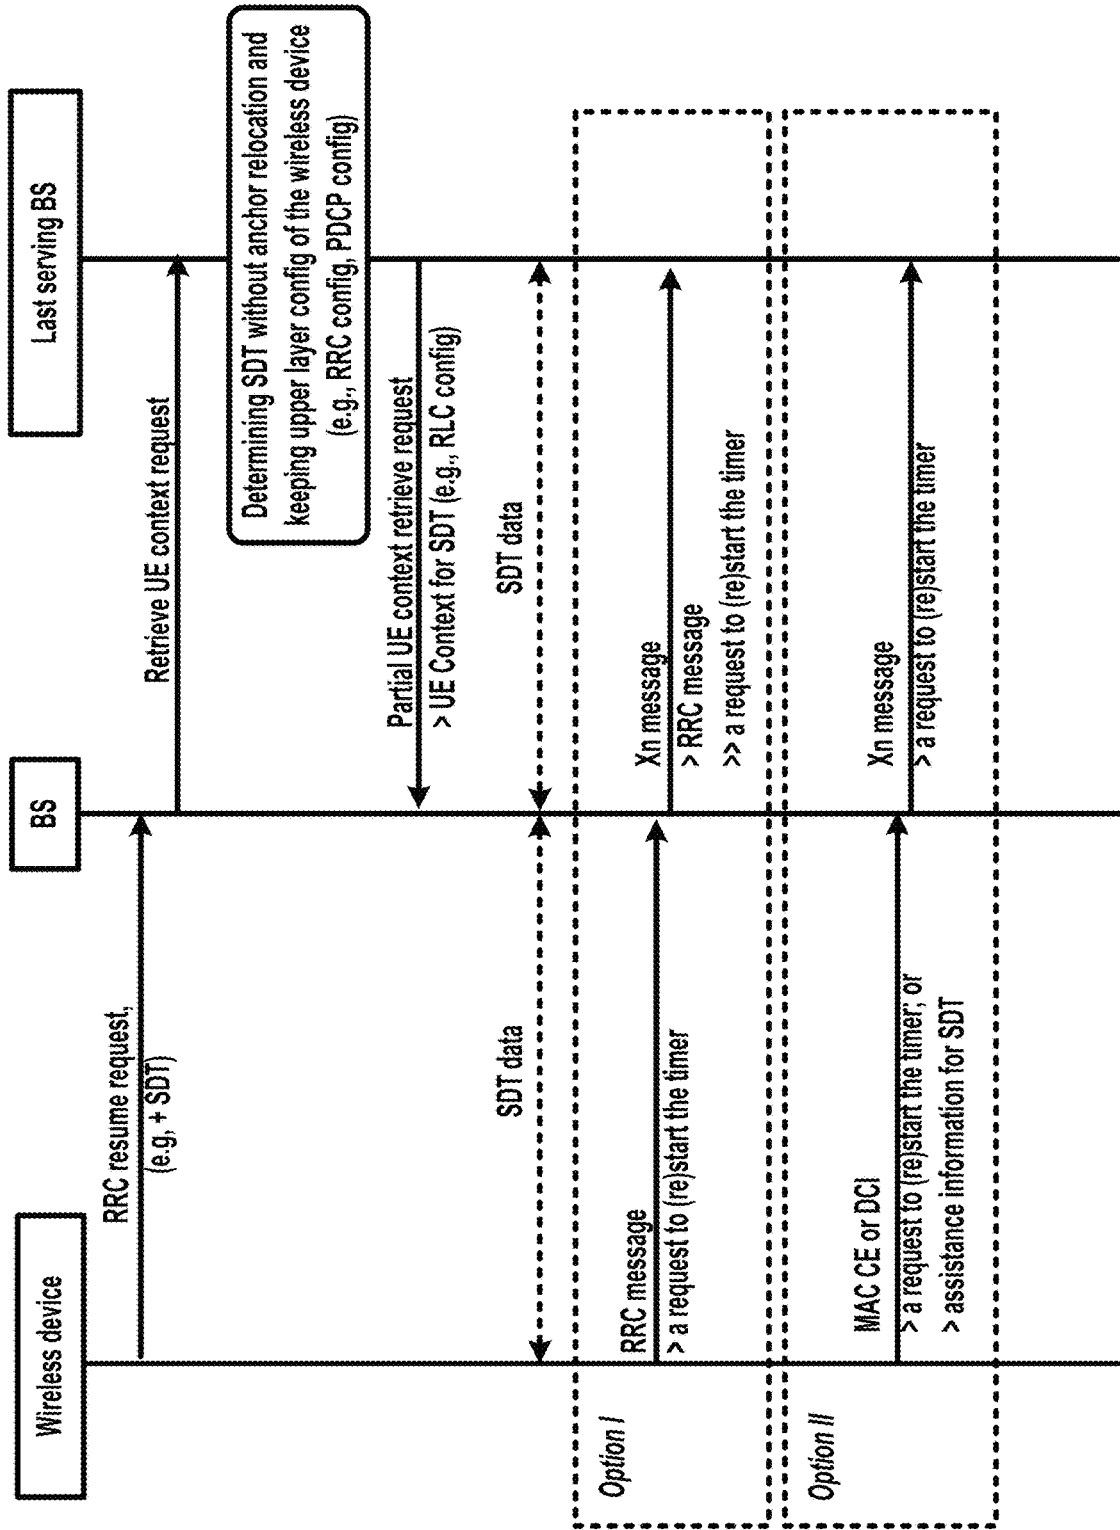 Wireless device
BS
Last serving BS
RRC resume request,
(e.g, + SDT)
Retrieve UE context request
Determining SDT without anchor relocation and
keeping upper layer config of the wireless device
(e.g., RRC config, PDCP config)
Partial UE context retrieve request
> UE Context for SDT (e.g., RLC config)
SDT data
SDT data
Option I
RRC message
> a request to (re)start the timer
Xn message
> RRC message
>> a request to (re)start the timer
Option II
MAC CE or DCI
> a request to (re)start the timer; or
> assistance information for SDT
Xn message
> a request to (re)start the timer